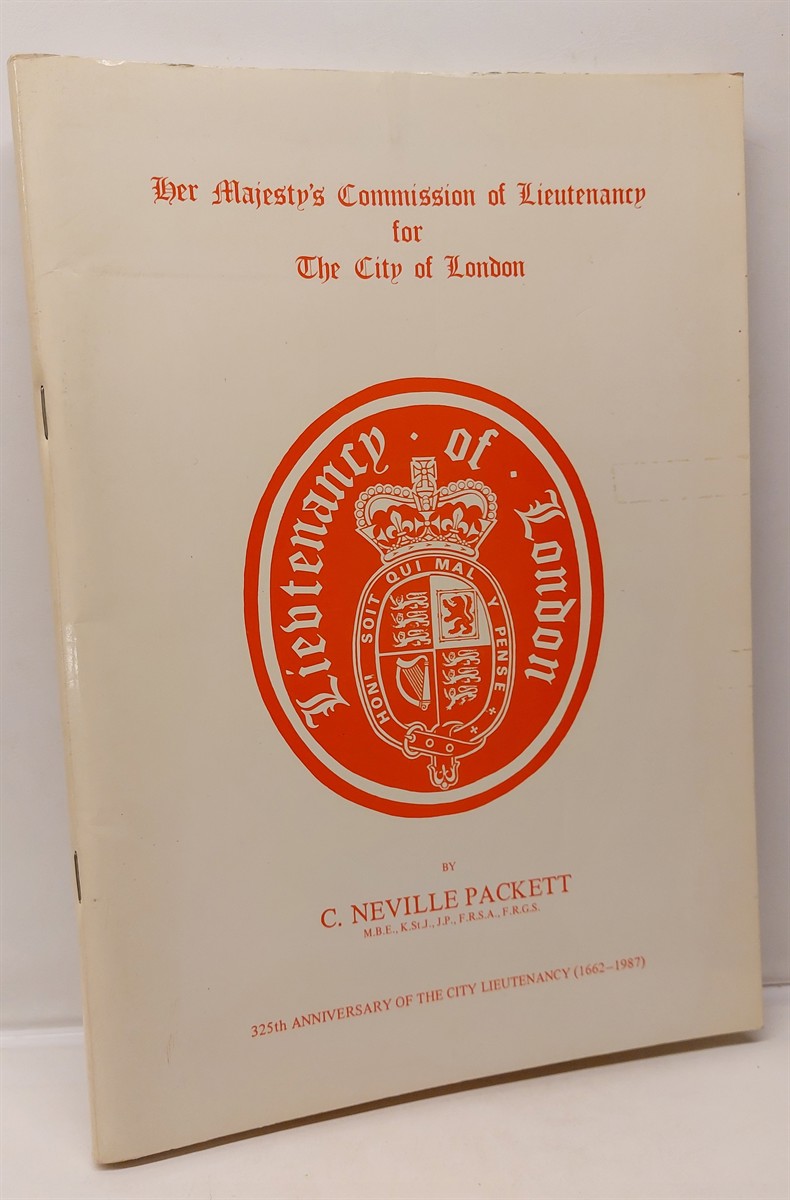 Her Majesty's Commission of Lieutenancy
for
The City of London
Lievtenancy · of · London
HONI SOIT QUI MAL Y PENSE
BY
C. NEVILLE PACKETT
M.B.E., K.St.J., J.P., F.R.S.A., F.R.G.S.
325th ANNIVERSARY OF THE CITY LIEUTENANCY (1662–1987)